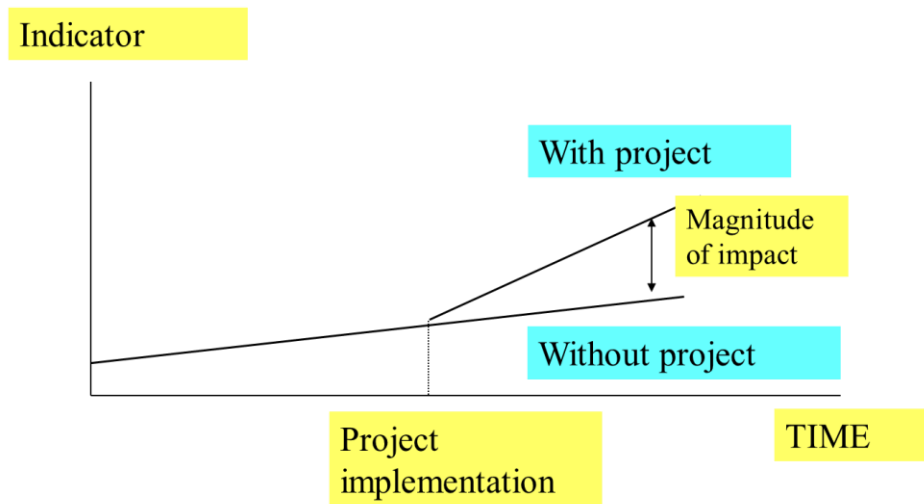 Indicator
With project
Magnitude
of impact
Without project
Project
implementation
TIME